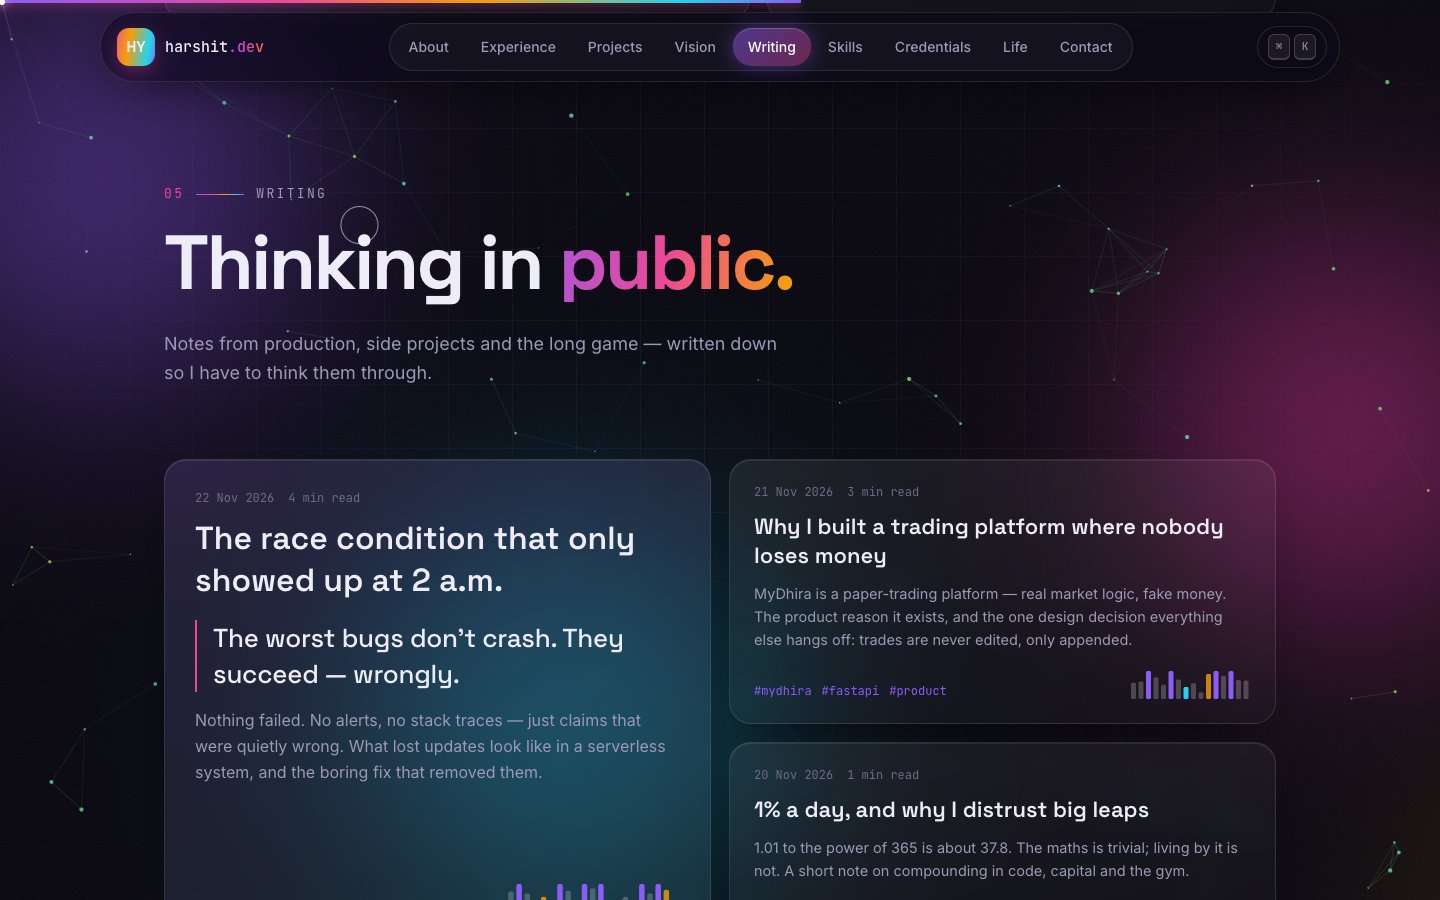 HY harshit.dev About Experience Projects Vision Writing Skills Credentials Life Contact ⌘ K
05 WRITING
Thinking in public.
Notes from production, side projects and the long game — written down
so I have to think them through.
22 Nov 2026 4 min read
The race condition that only
showed up at 2 a.m.
The worst bugs don’t crash. They
succeed — wrongly.
Nothing failed. No alerts, no stack traces — just claims that
were quietly wrong. What lost updates look like in a serverless
system, and the boring fix that removed them.
21 Nov 2026 3 min read
Why I built a trading platform where nobody
loses money
MyDhira is a paper-trading platform — real market logic, fake money.
The product reason it exists, and the one design decision everything
else hangs off: trades are never edited, only appended.
#mydhira #fastapi #product
20 Nov 2026 1 min read
1% a day, and why I distrust big leaps
1.01 to the power of 365 is about 37.8. The maths is trivial; living by it is
not. A short note on compounding in code, capital and the gym.